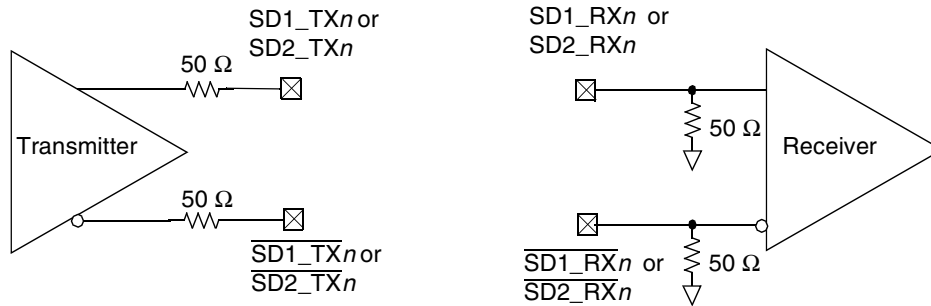 SD1_TXn or
SD2_TXn
50 Ω
Transmitter
50 Ω
SD1_TXn or
SD2_TXn
SD1_RXn or
SD2_RXn
50 Ω
Receiver
SD1_RXn or
SD2_RXn
50 Ω